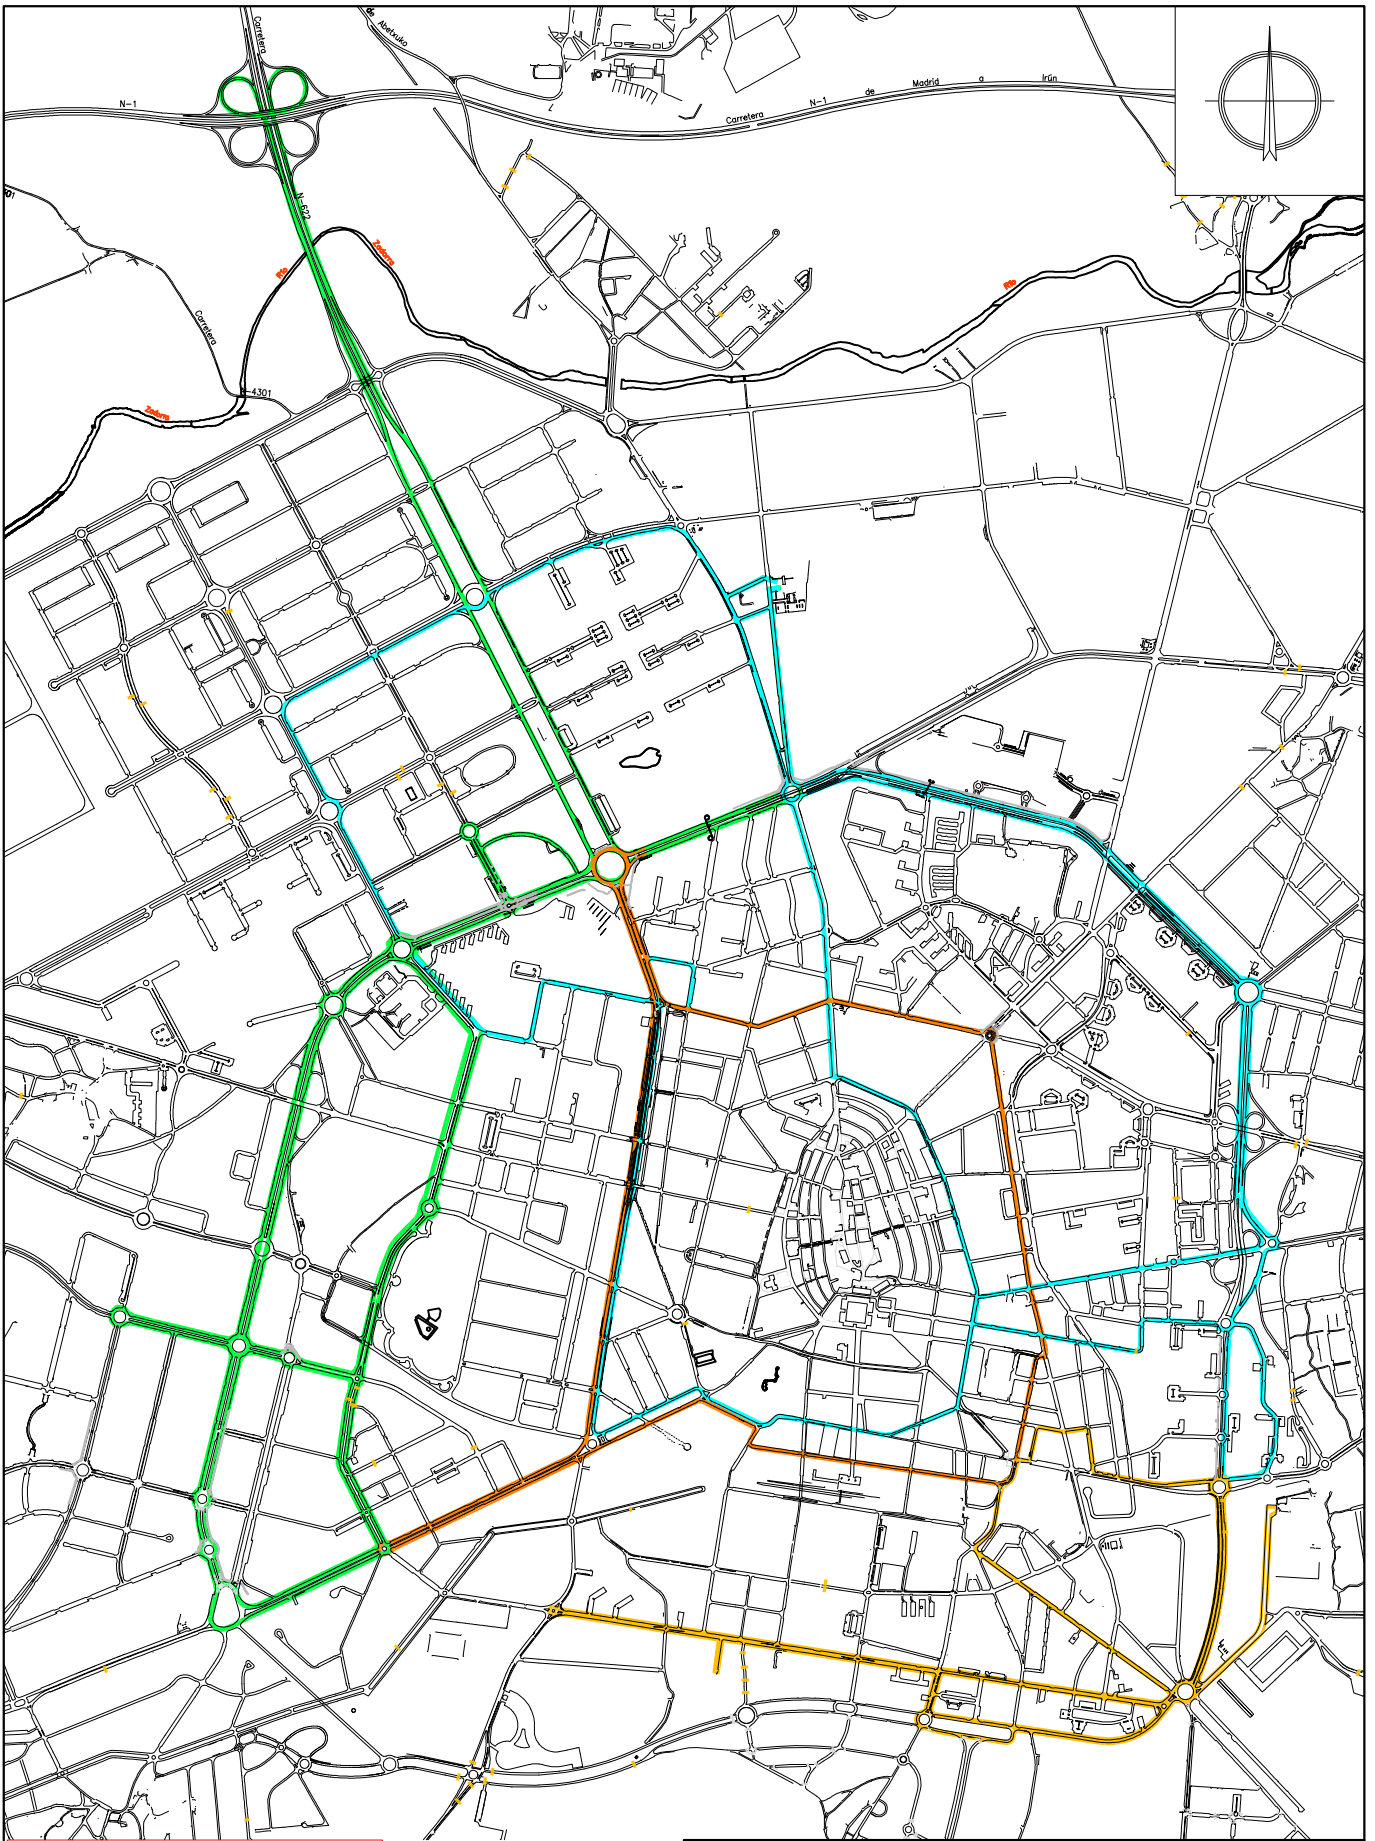 Carretera
de Abetxuko
N-1
Carretera N-1 de Madrid a Irún
N-622
Río
Zadorra
Río
Carretera
-4301
Zadorra